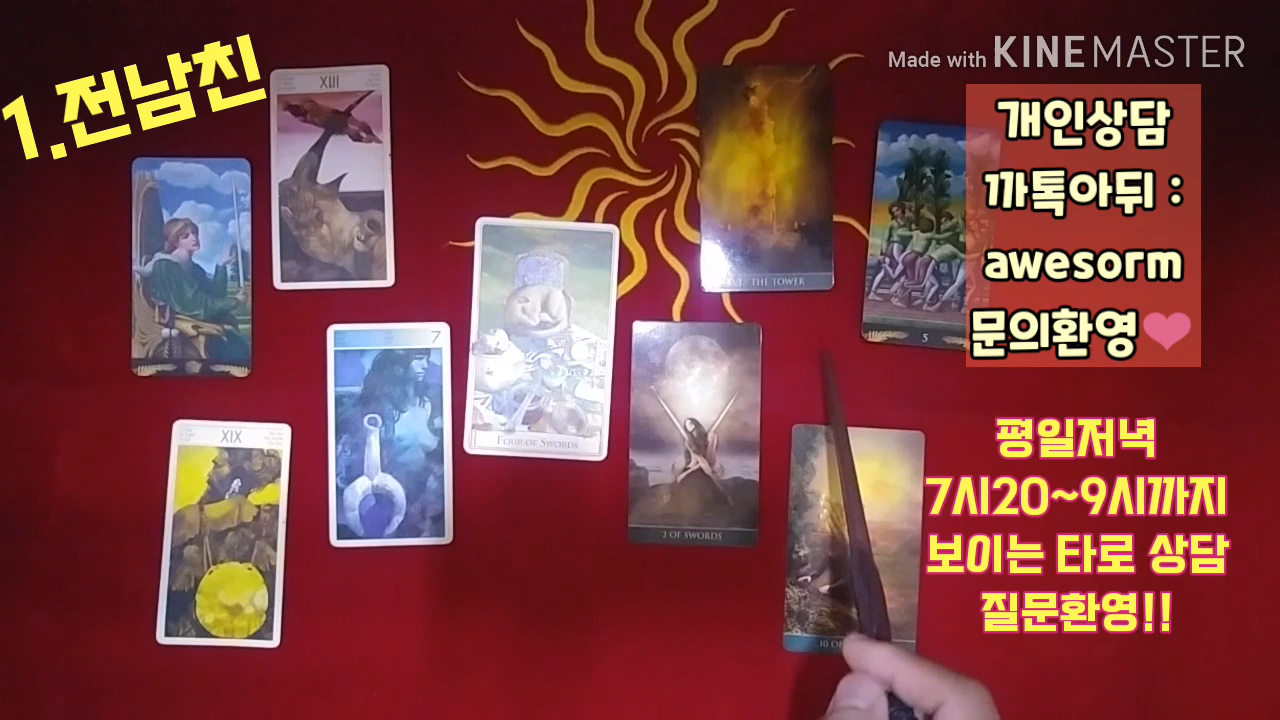 1.전남친
Made with KINEMASTER
개인상담
까톡아뒤 :
awesorm
문의환영
XIII
THE TOWER
5
7
FOUR OF SWORDS
XIX
2 OF SWORDS
평일저녁
7시20~9시까지
보이는 타로 상담
질문환영!!
10 OF